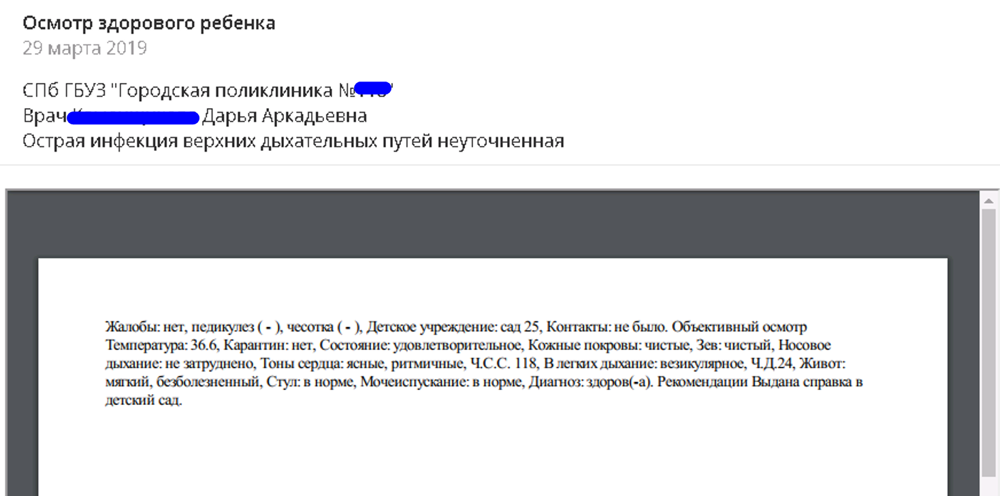 Осмотр здорового ребенка
29 марта 2019
СПб ГБУЗ "Городская поликлиника №"
Врач Дарья Аркадьевна
Острая инфекция верхних дыхательных путей неуточненная
Жалобы: нет, педикулез ( - ), чесотка ( - ), Детское учреждение: сад 25, Контакты: не было. Объективный осмотр
Температура: 36.6, Карантин: нет, Состояние: удовлетворительное, Кожные покровы: чистые, Зев: чистый, Носовое
дыхание: не затруднено, Тоны сердца: ясные, ритмичные, Ч.С.С. 118, В легких дыхание: везикулярное, Ч.Д.24, Живот:
мягкий, безболезненный, Стул: в норме, Мочеиспускание: в норме, Диагноз: здоров(-а). Рекомендации Выдана справка в
детский сад.